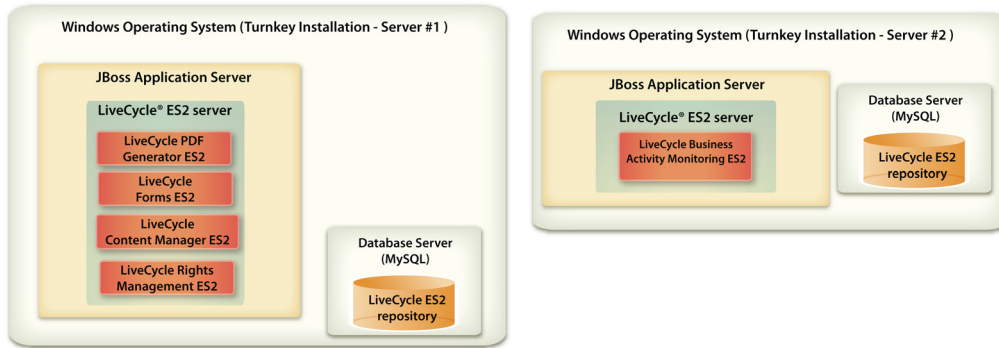 Windows Operating System (Turnkey Installation - Server #1 )
JBoss Application Server
LiveCycle® ES2 server
LiveCycle PDF
Generator ES2
LiveCycle
Forms ES2
LiveCycle
Content Manager ES2
LiveCycle Rights
Management ES2
Database Server
(MySQL)
LiveCycle ES2
repository
Windows Operating System (Turnkey Installation - Server #2 )
JBoss Application Server
LiveCycle® ES2 server
LiveCycle Business
Activity Monitoring ES2
Database Server
(MySQL)
LiveCycle ES2
repository